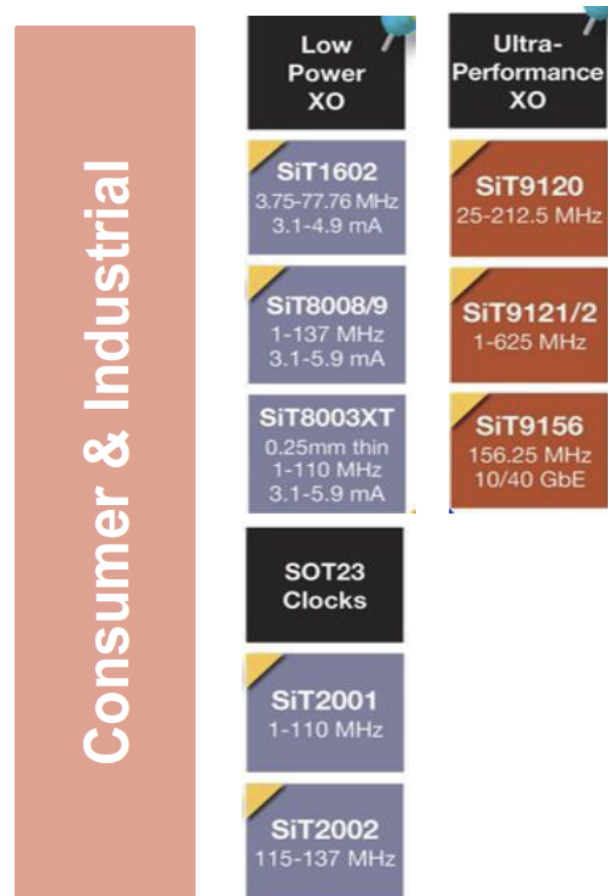 Consumer & Industrial
Low
Power
XO
SiT1602
3.75-77.76 MHz
3.1-4.9 mA
SiT8008/9
1-137 MHz
3.1-5.9 mA
SiT8003XT
0.25mm thin
1-110 MHz
3.1-5.9 mA
SOT23
Clocks
SiT2001
1-110 MHz
SiT2002
115-137 MHz
Ultra-
Performance
XO
SiT9120
25-212.5 MHz
SiT9121/2
1-625 MHz
SiT9156
156.25 MHz
10/40 GbE